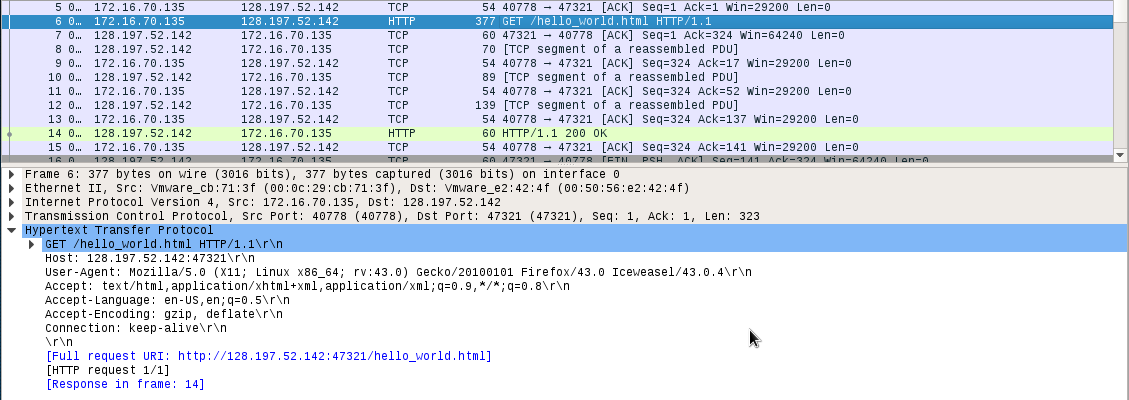 5 0… 172.16.70.135 128.197.52.142 TCP 54 40778 → 47321 [ACK] Seq=1 Ack=1 Win=29200 Len=0
6 0… 172.16.70.135 128.197.52.142 HTTP 377 GET /hello_world.html HTTP/1.1
7 0… 128.197.52.142 172.16.70.135 TCP 60 47321 → 40778 [ACK] Seq=1 Ack=324 Win=64240 Len=0
8 0… 128.197.52.142 172.16.70.135 TCP 70 [TCP segment of a reassembled PDU]
9 0… 172.16.70.135 128.197.52.142 TCP 54 40778 → 47321 [ACK] Seq=324 Ack=17 Win=29200 Len=0
10 0… 128.197.52.142 172.16.70.135 TCP 89 [TCP segment of a reassembled PDU]
11 0… 172.16.70.135 128.197.52.142 TCP 54 40778 → 47321 [ACK] Seq=324 Ack=52 Win=29200 Len=0
12 0… 128.197.52.142 172.16.70.135 TCP 139 [TCP segment of a reassembled PDU]
13 0… 172.16.70.135 128.197.52.142 TCP 54 40778 → 47321 [ACK] Seq=324 Ack=137 Win=29200 Len=0
14 0… 128.197.52.142 172.16.70.135 HTTP 60 HTTP/1.1 200 OK
15 0… 172.16.70.135 128.197.52.142 TCP 54 40778 → 47321 [ACK] Seq=324 Ack=141 Win=29200 Len=0
16 0… 128.197.52.142 172.16.70.135 TCP 60 47321 → 40778 [FIN, PSH, ACK] Seq=141 Ack=324 Win=64240 Len=0
Frame 6: 377 bytes on wire (3016 bits), 377 bytes captured (3016 bits) on interface 0
Ethernet II, Src: Vmware_cb:71:3f (00:0c:29:cb:71:3f), Dst: Vmware_e2:42:4f (00:50:56:e2:42:4f)
Internet Protocol Version 4, Src: 172.16.70.135, Dst: 128.197.52.142
Transmission Control Protocol, Src Port: 40778 (40778), Dst Port: 47321 (47321), Seq: 1, Ack: 1, Len: 323
Hypertext Transfer Protocol
GET /hello_world.html HTTP/1.1\r\n
Host: 128.197.52.142:47321\r\n
User-Agent: Mozilla/5.0 (X11; Linux x86_64; rv:43.0) Gecko/20100101 Firefox/43.0 Iceweasel/43.0.4\r\n
Accept: text/html,application/xhtml+xml,application/xml;q=0.9,*/*;q=0.8\r\n
Accept-Language: en-US,en;q=0.5\r\n
Accept-Encoding: gzip, deflate\r\n
Connection: keep-alive\r\n
\r\n
[Full request URI: http://128.197.52.142:47321/hello_world.html]
[HTTP request 1/1]
[Response in frame: 14]